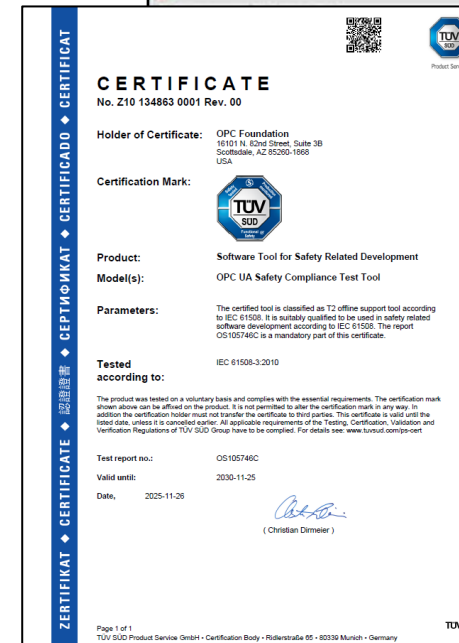 ZERTIFIKAT ◆ CERTIFICATE ◆ 認證證書 ◆ СЕРТИФИКАТ ◆ CERTIFICADO ◆ CERTIFICAT
TÜV
SÜD
Product Serv
CERTIFICATE
No. Z10 134863 0001 Rev. 00
Holder of Certificate: OPC Foundation
16101 N. 82nd Street, Suite 3B
Scottsdale, AZ 85260-1868
USA
Certification Mark:
TÜV
SÜD
Functional
Safety
Product: Software Tool for Safety Related Development
Model(s): OPC UA Safety Compliance Test Tool
Parameters: The certified tool is classified as T2 offline support tool according
to IEC 61508. It is suitably qualified to be used in safety related
software development according to IEC 61508. The report
OS105746C is a mandatory part of this certificate.
Tested IEC 61508-3:2010
according to:
The product was tested on a voluntary basis and complies with the essential requirements. The certification mark
shown above can be affixed on the product. It is not permitted to alter the certification mark in any way. In
addition the certification holder must not transfer the certificate to third parties. This certificate is valid until the
listed date, unless it is cancelled earlier. All applicable requirements of the Testing, Certification, Validation and
Verification Regulations of TÜV SÜD Group have to be complied. For details see: www.tuvsud.com/ps-cert
Test report no.: OS105746C
Valid until: 2030-11-25
Date, 2025-11-26
( Christian Dirmeier )
Page 1 of 1
TÜV SÜD Product Service GmbH • Certification Body • Ridlerstraße 65 • 80339 Munich • Germany
TÜV